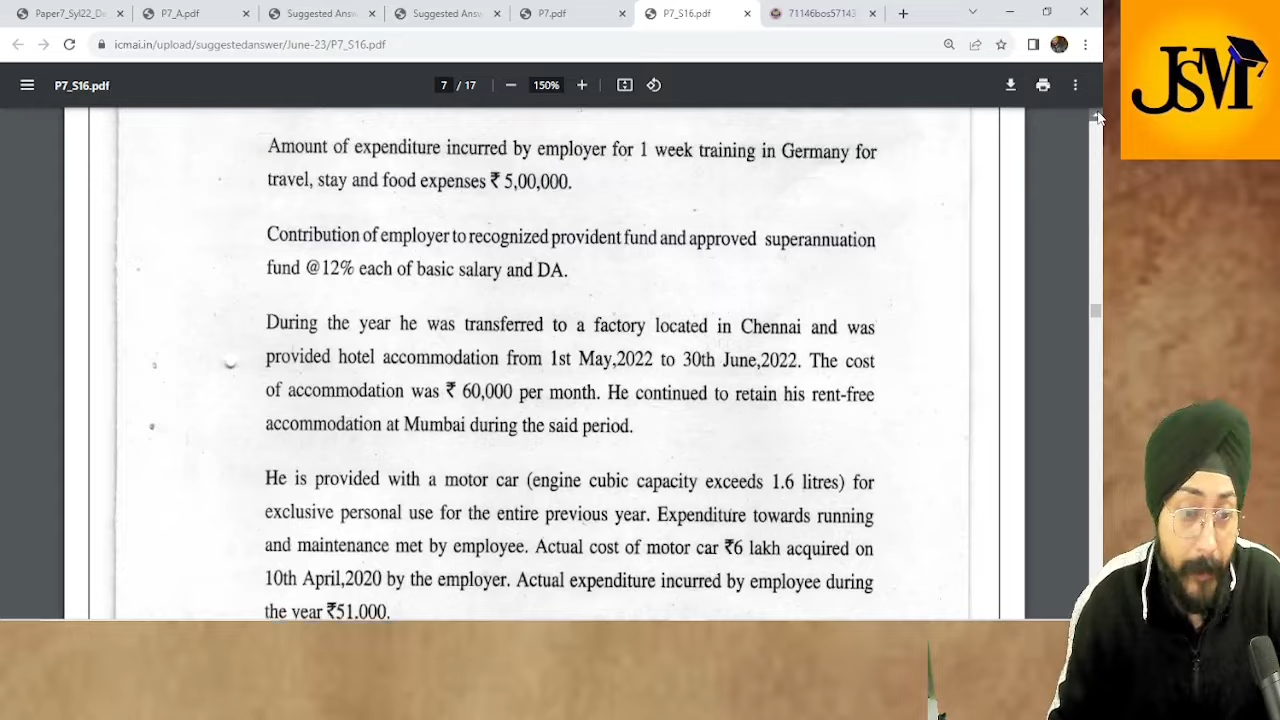 Paper7_Syl22_De
P7_A.pdf
Suggested Answ
Suggested Answ
P7.pdf
P7_S16.pdf
71146bos57143
icmai.in/upload/suggestedanswer/June-23/P7_S16.pdf
P7_S16.pdf
7 / 17
150%
JSM
Amount of expenditure incurred by employer for 1 week training in Germany for
travel, stay and food expenses ₹ 5,00,000.
Contribution of employer to recognized provident fund and approved superannuation
fund @12% each of basic salary and DA.
During the year he was transferred to a factory located in Chennai and was
provided hotel accommodation from 1st May,2022 to 30th June,2022. The cost
of accommodation was ₹ 60,000 per month. He continued to retain his rent-free
accommodation at Mumbai during the said period.
He is provided with a motor car (engine cubic capacity exceeds 1.6 litres) for
exclusive personal use for the entire previous year. Expenditure towards running
and maintenance met by employee. Actual cost of motor car ₹6 lakh acquired on
10th April,2020 by the employer. Actual expenditure incurred by employee during
the year ₹51.000.